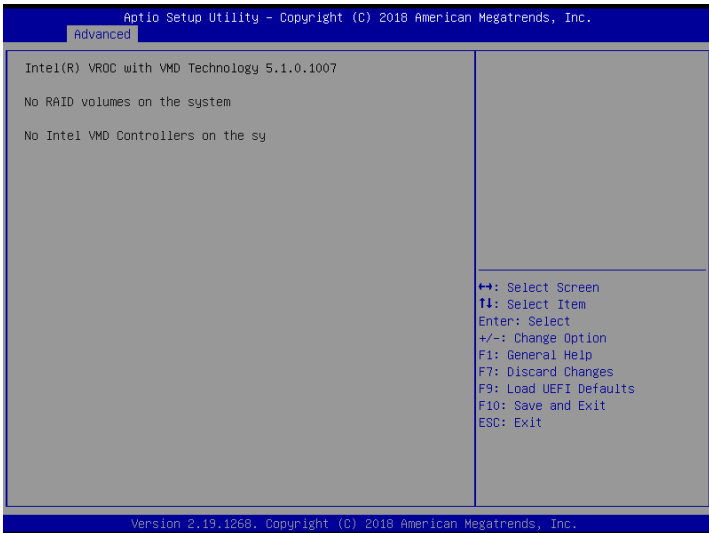 Aptio Setup Utility – Copyright (C) 2018 American Megatrends, Inc.
Advanced
Intel(R) VROC with VMD Technology 5.1.0.1007
No RAID volumes on the system
No Intel VMD Controllers on the sy
↔: Select Screen
↑↓: Select Item
Enter: Select
+/-: Change Option
F1: General Help
F7: Discard Changes
F9: Load UEFI Defaults
F10: Save and Exit
ESC: Exit
Version 2.19.1268. Copyright (C) 2018 American Megatrends, Inc.